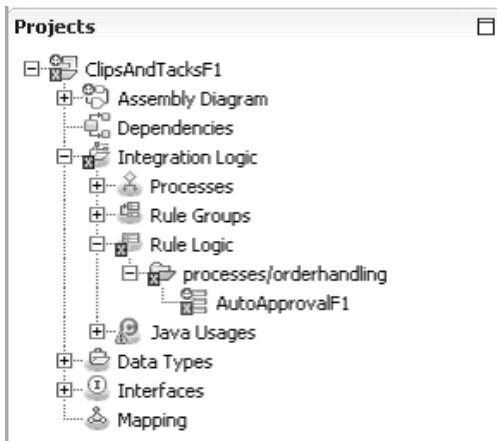 Projects
ClipsAndTacksF1
Assembly Diagram
Dependencies
Integration Logic
Processes
Rule Groups
Rule Logic
processes/orderhandling
AutoApprovalF1
Java Usages
Data Types
Interfaces
Mapping